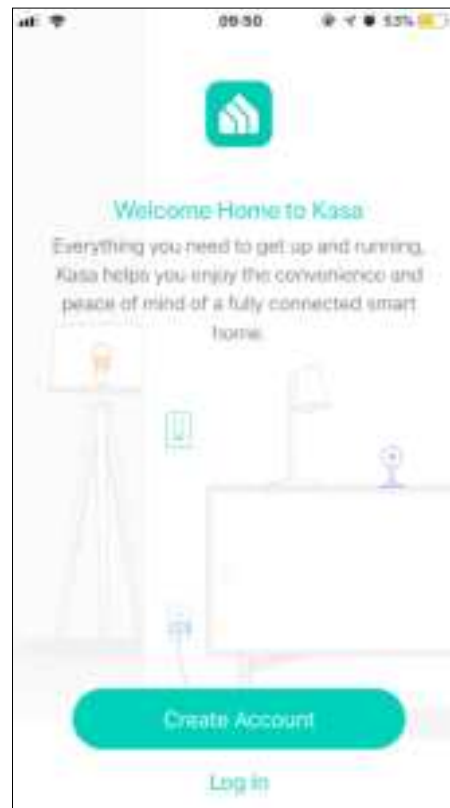 09:50 53%
Welcome Home to Kasa
Everything you need to get up and running,
Kasa helps you enjoy the convenience and
peace of mind of a fully connected smart
home.
Create Account
Log In